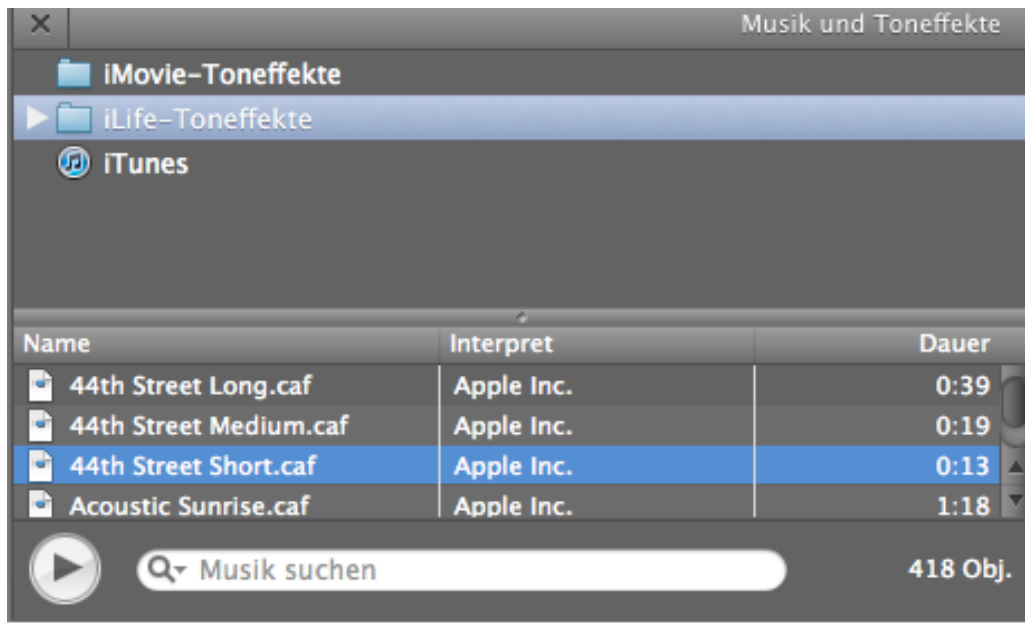 Musik und Toneffekte
iMovie-Toneffekte
iLife-Toneffekte
iTunes
Name Interpret Dauer
44th Street Long.caf Apple Inc. 0:39
44th Street Medium.caf Apple Inc. 0:19
44th Street Short.caf Apple Inc. 0:13
Acoustic Sunrise.caf Apple Inc. 1:18
Musik suchen 418 Obj.